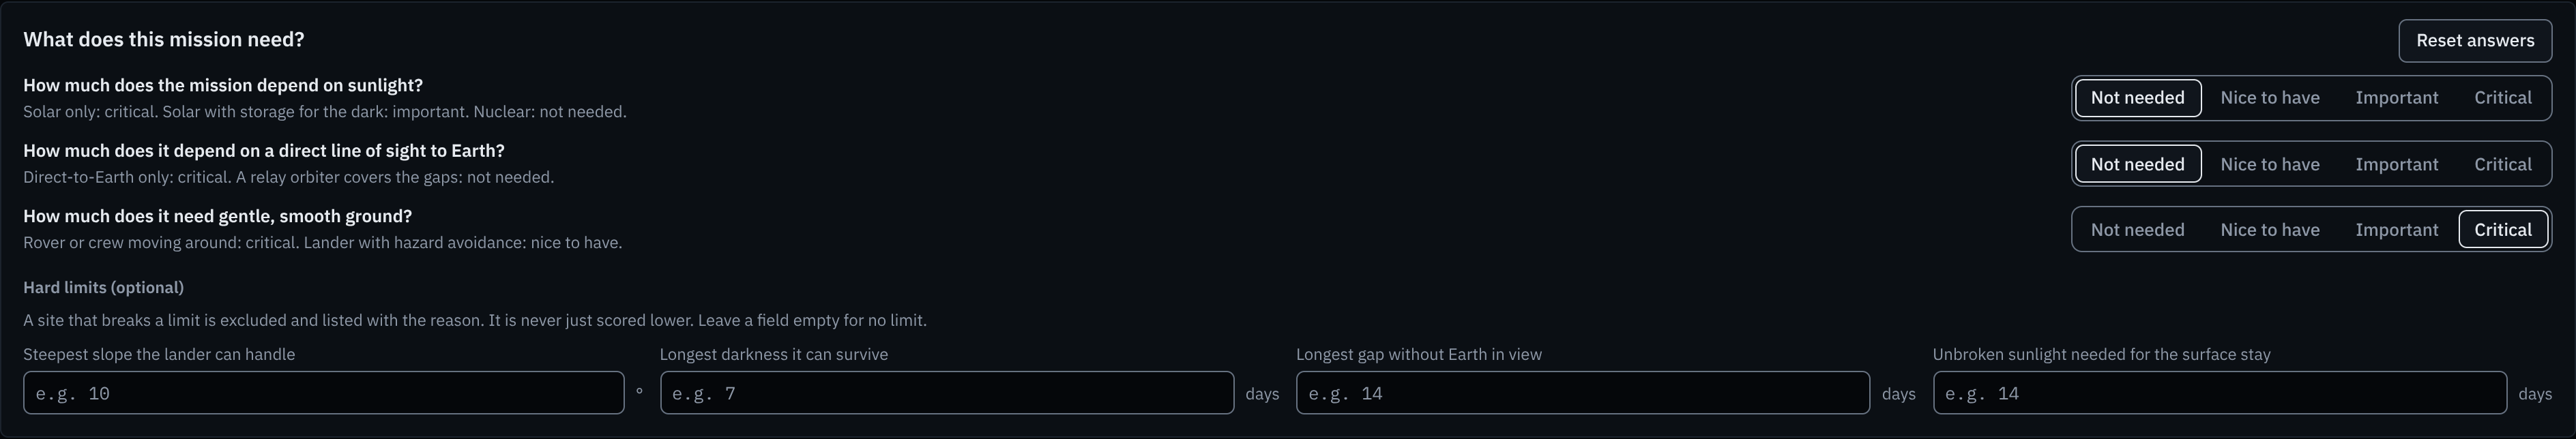 What does this mission need?
Reset answers
How much does the mission depend on sunlight?
Solar only: critical. Solar with storage for the dark: important. Nuclear: not needed.
Not needed Nice to have Important Critical
How much does it depend on a direct line of sight to Earth?
Direct-to-Earth only: critical. A relay orbiter covers the gaps: not needed.
Not needed Nice to have Important Critical
How much does it need gentle, smooth ground?
Rover or crew moving around: critical. Lander with hazard avoidance: nice to have.
Not needed Nice to have Important Critical
Hard limits (optional)
A site that breaks a limit is excluded and listed with the reason. It is never just scored lower. Leave a field empty for no limit.
Steepest slope the lander can handle
e.g. 10 °
Longest darkness it can survive
e.g. 7 days
Longest gap without Earth in view
e.g. 14 days
Unbroken sunlight needed for the surface stay
e.g. 14 days